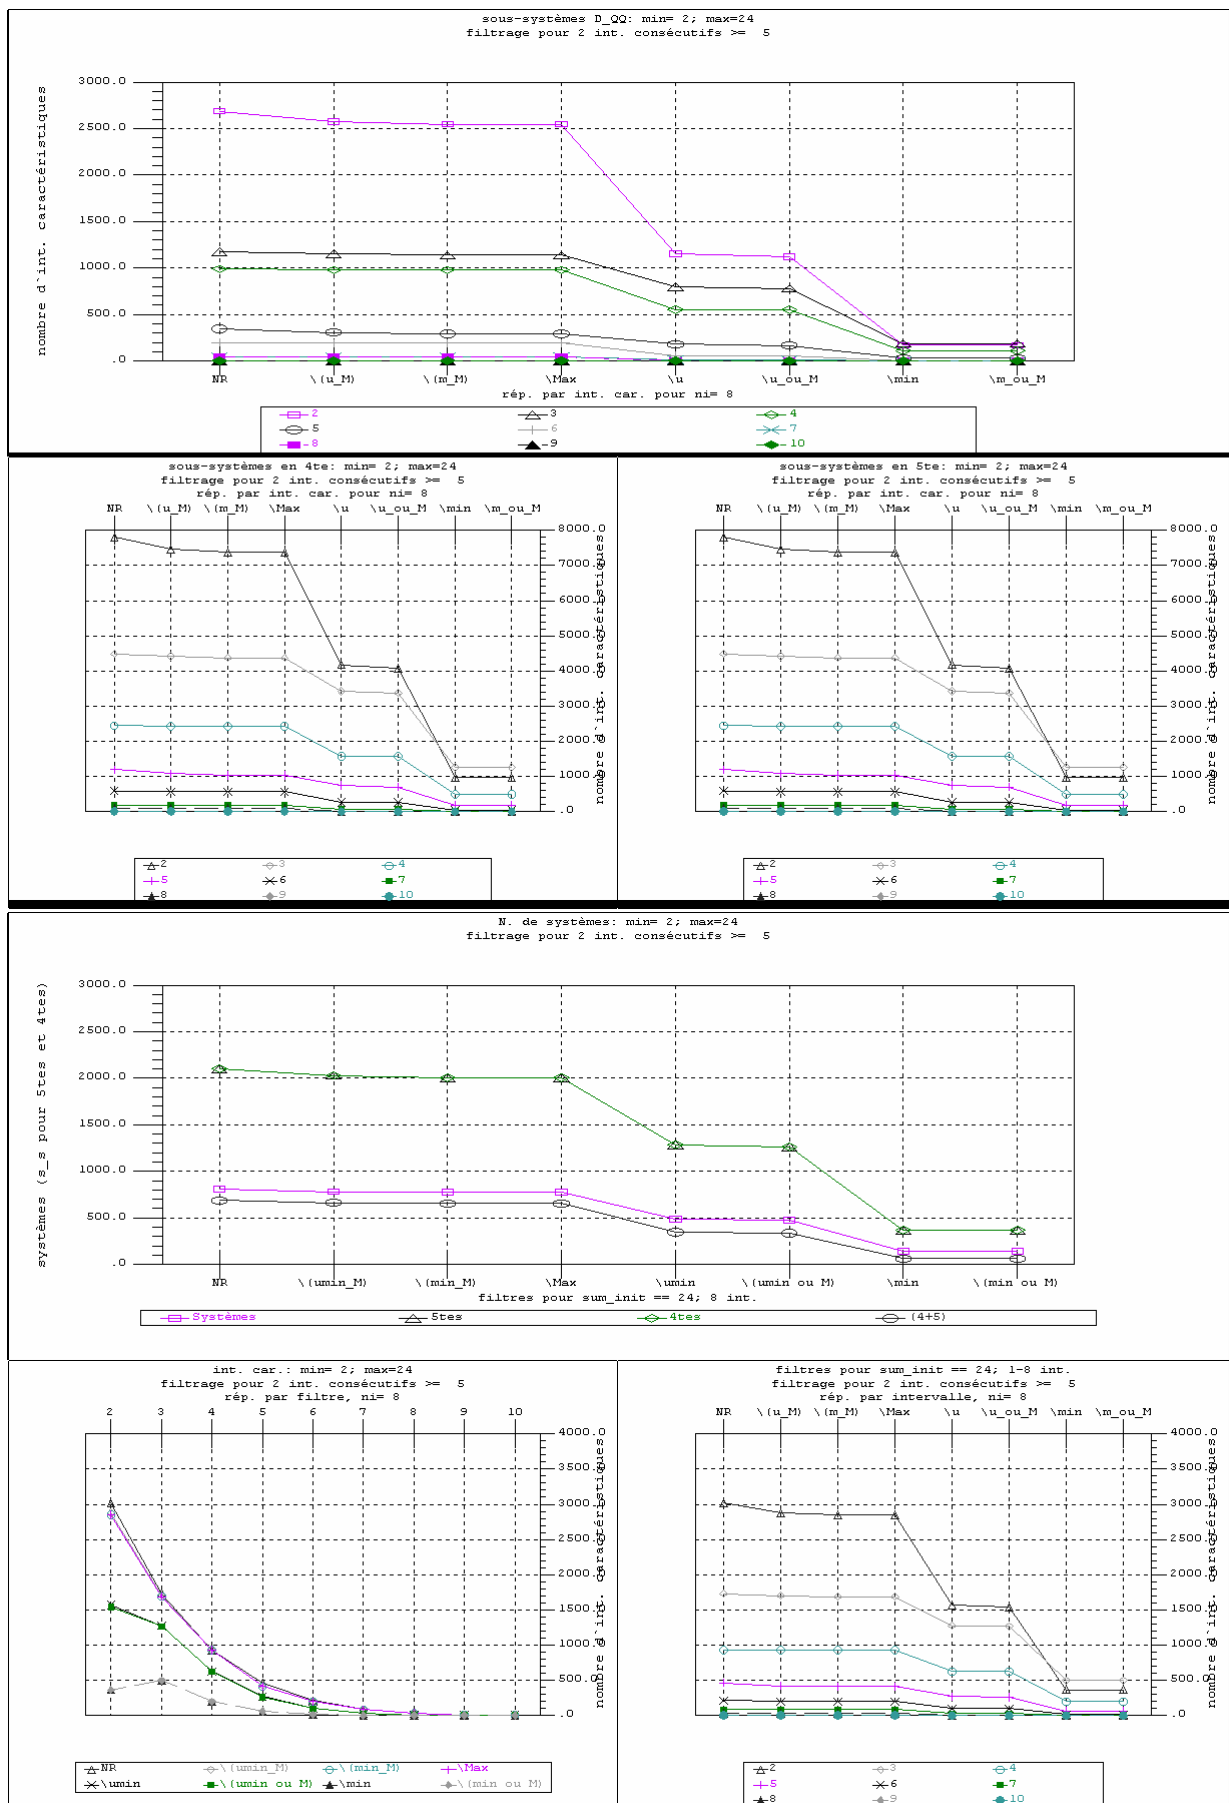 sous-systèmes D_QQ: min= 2; max=24
filtrage pour 2 int. consécutifs >= 5
nombre d`int. caractéristiques
3000.0
2500.0
2000.0
1500.0
1000.0
500.0
.0
NR \(u_M) \(m_M) \Max \u \u_ou_M \min \m_ou_M
rép. par int. car. pour ni= 8
2 3 4
5 6 7
8 9 10
sous-systèmes en 4te: min= 2; max=24
filtrage pour 2 int. consécutifs >= 5
rép. par int. car. pour ni= 8
NR \(u_M) \(m_M) \Max \u \u_ou_M \min \m_ou_M
8000.0
7000.0
6000.0
5000.0
4000.0
3000.0
2000.0
1000.0
.0
nombre d`int. caractéristiques
2 3 4
5 6 7
8 9 10
sous-systèmes en 5te: min= 2; max=24
filtrage pour 2 int. consécutifs >= 5
rép. par int. car. pour ni= 8
NR \(u_M) \(m_M) \Max \u \u_ou_M \min \m_ou_M
8000.0
7000.0
6000.0
5000.0
4000.0
3000.0
2000.0
1000.0
.0
nombre d`int. caractéristiques
2 3 4
5 6 7
8 9 10
N. de systèmes: min= 2; max=24
filtrage pour 2 int. consécutifs >= 5
systèmes (s_s pour 5tes et 4tes)
3000.0
2500.0
2000.0
1500.0
1000.0
500.0
.0
NR \(umin_M) \(min_M) \Max \umin \(umin ou M) \min \(min ou M)
filtres pour sum_init == 24; 8 int.
Systèmes 5tes 4tes (4+5)
int. car.: min= 2; max=24
filtrage pour 2 int. consécutifs >= 5
rép. par filtre, ni= 8
2 3 4 5 6 7 8 9 10
4000.0
3500.0
3000.0
2500.0
2000.0
1500.0
1000.0
500.0
.0
nombre d`int. caractéristiques
NR \(umin_M) \(min_M) \Max
\umin \(umin ou M) \min \(min ou M)
filtres pour sum_init == 24; 1-8 int.
filtrage pour 2 int. consécutifs >= 5
rép. par intervalle, ni= 8
NR \(u_M) \(m_M) \Max \u \u_ou_M \min \m_ou_M
4000.0
3500.0
3000.0
2500.0
2000.0
1500.0
1000.0
500.0
.0
nombre d`int. caractéristiques
2 3 4
5 6 7
8 9 10